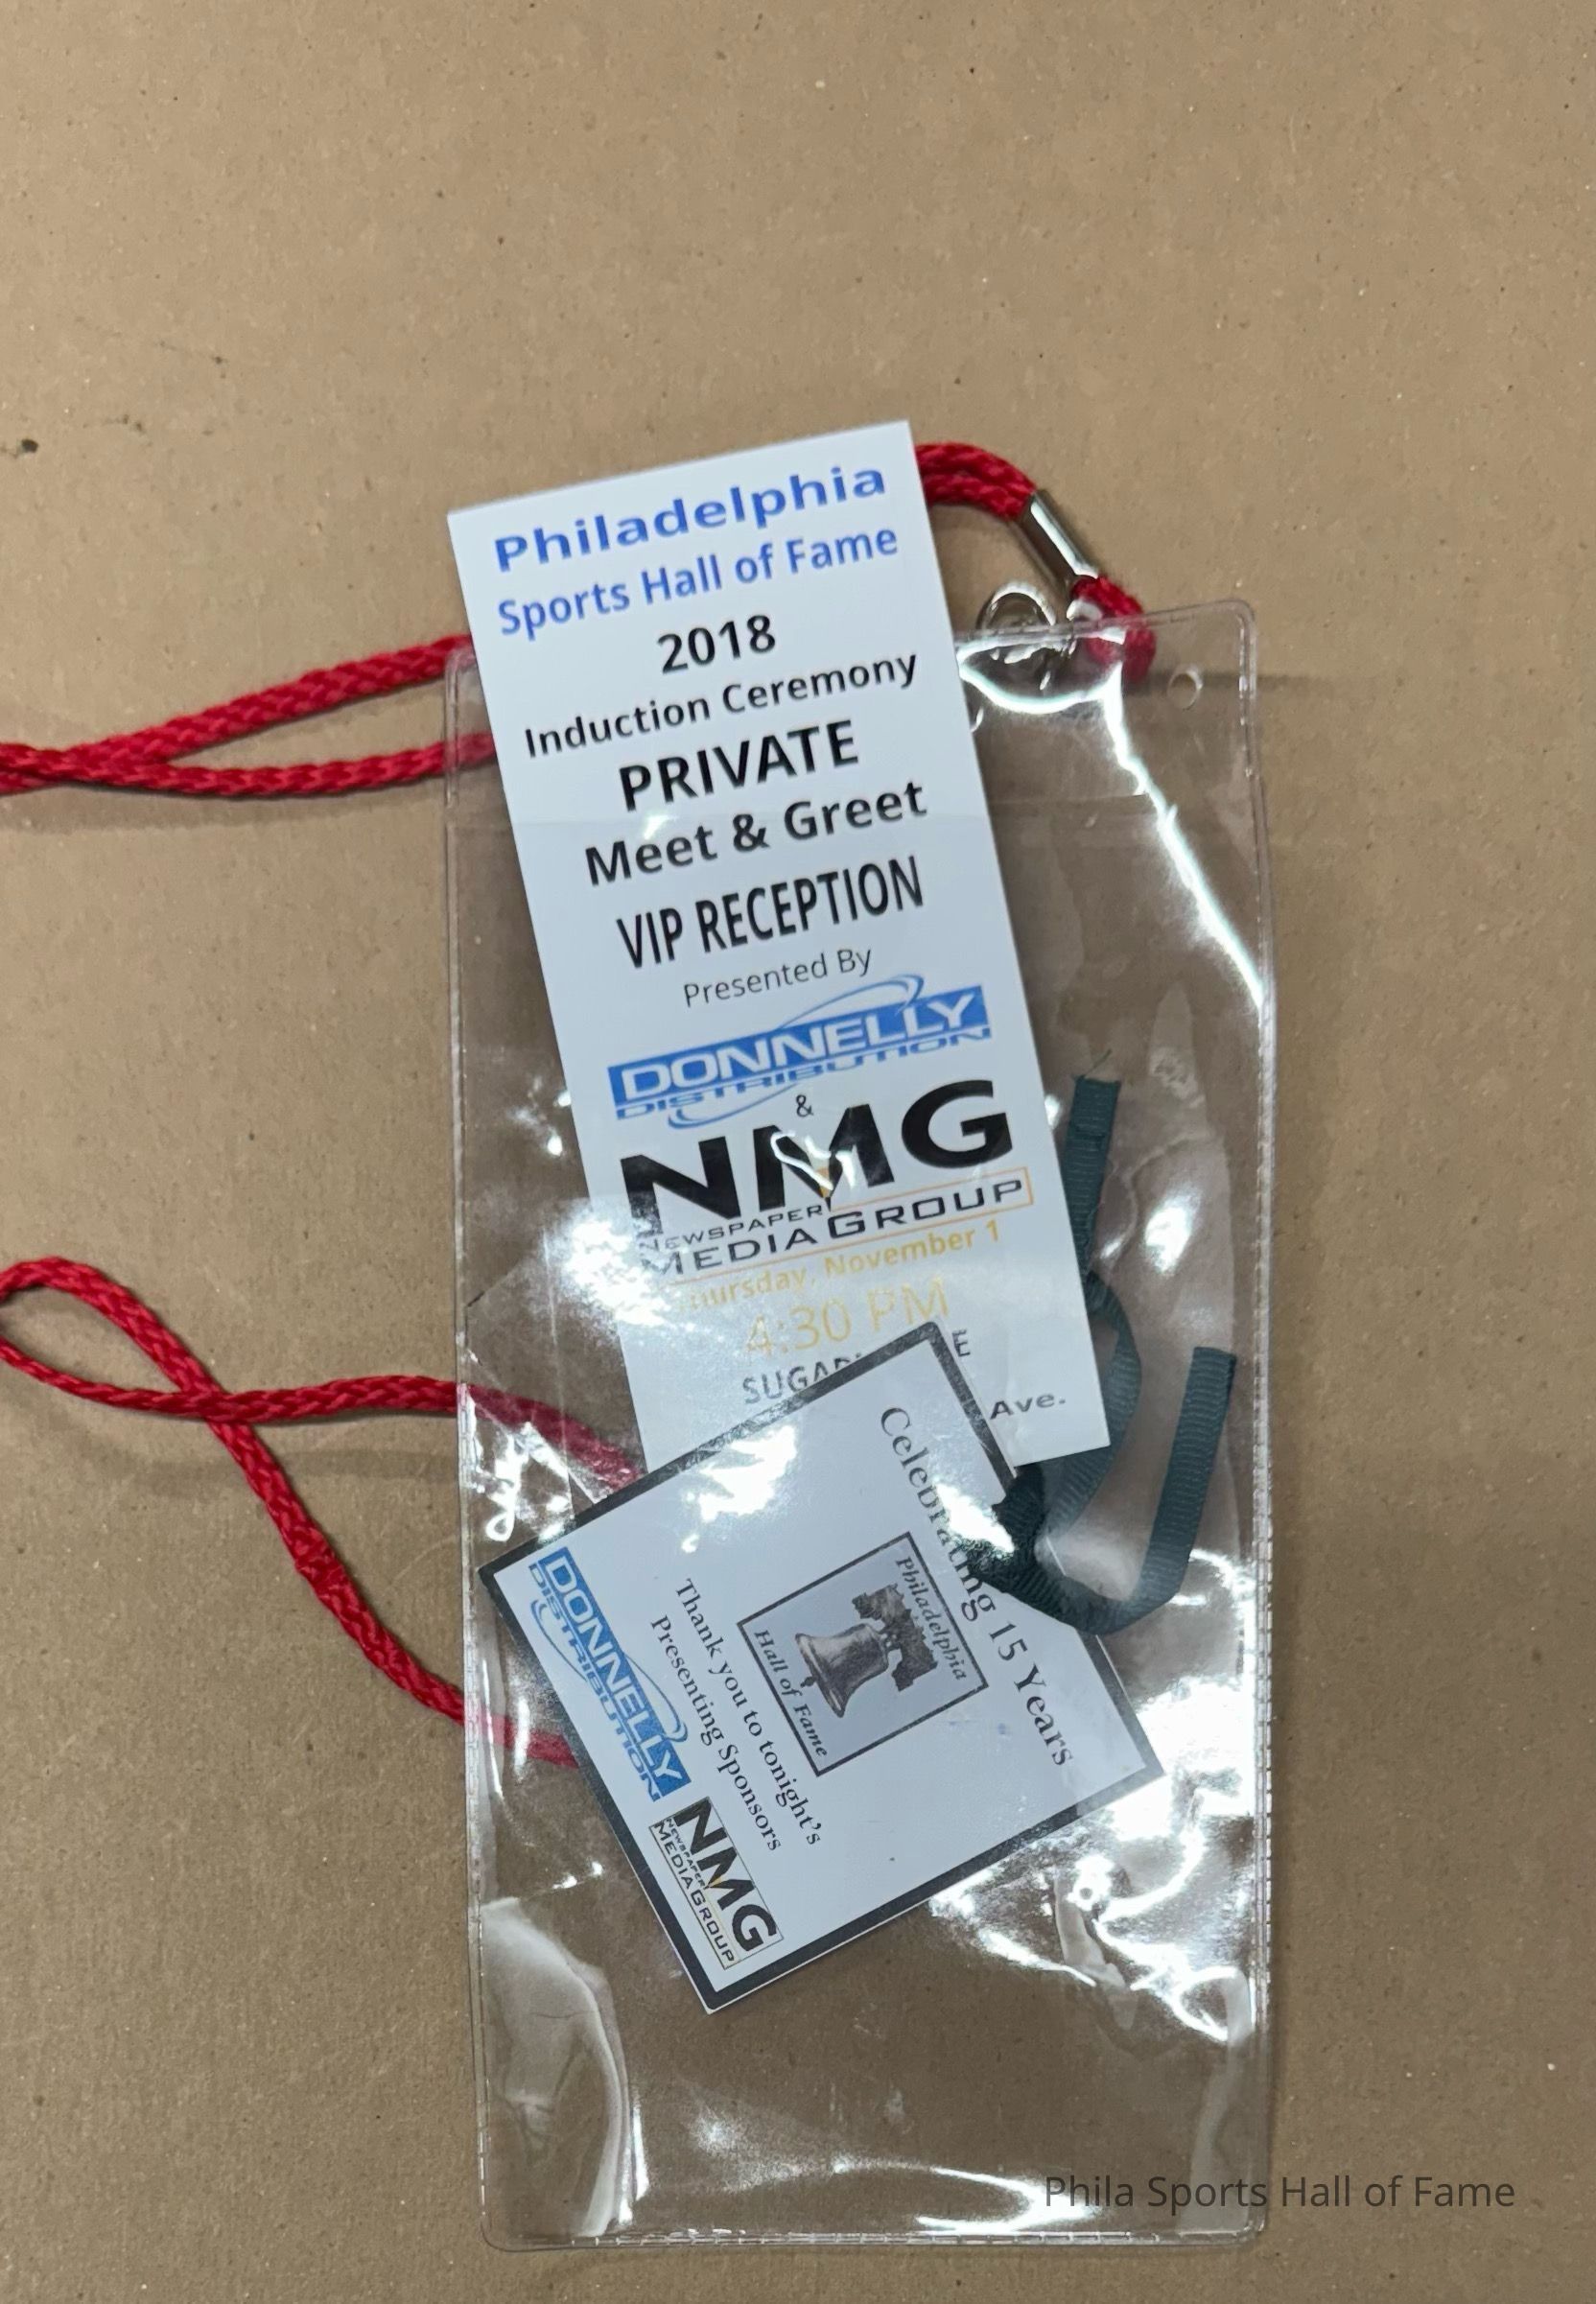 Philadelphia
Sports Hall of Fame
2018
Induction Ceremony
PRIVATE
Meet & Greet
VIP RECEPTION
Presented By
DONNELLY
DISTRIBUTION
&
NMG
NEWSPAPER
MEDIA GROUP
Thursday, November 1
4:30 PM
Ave.
Celebrating 15 Years
Philadelphia
Hall of Fame
Thank you to tonight's
Presenting Sponsors
DONNELLY
DISTRIBUTION
NMG
NEWSPAPER
MEDIA GROUP
Phila Sports Hall of Fame